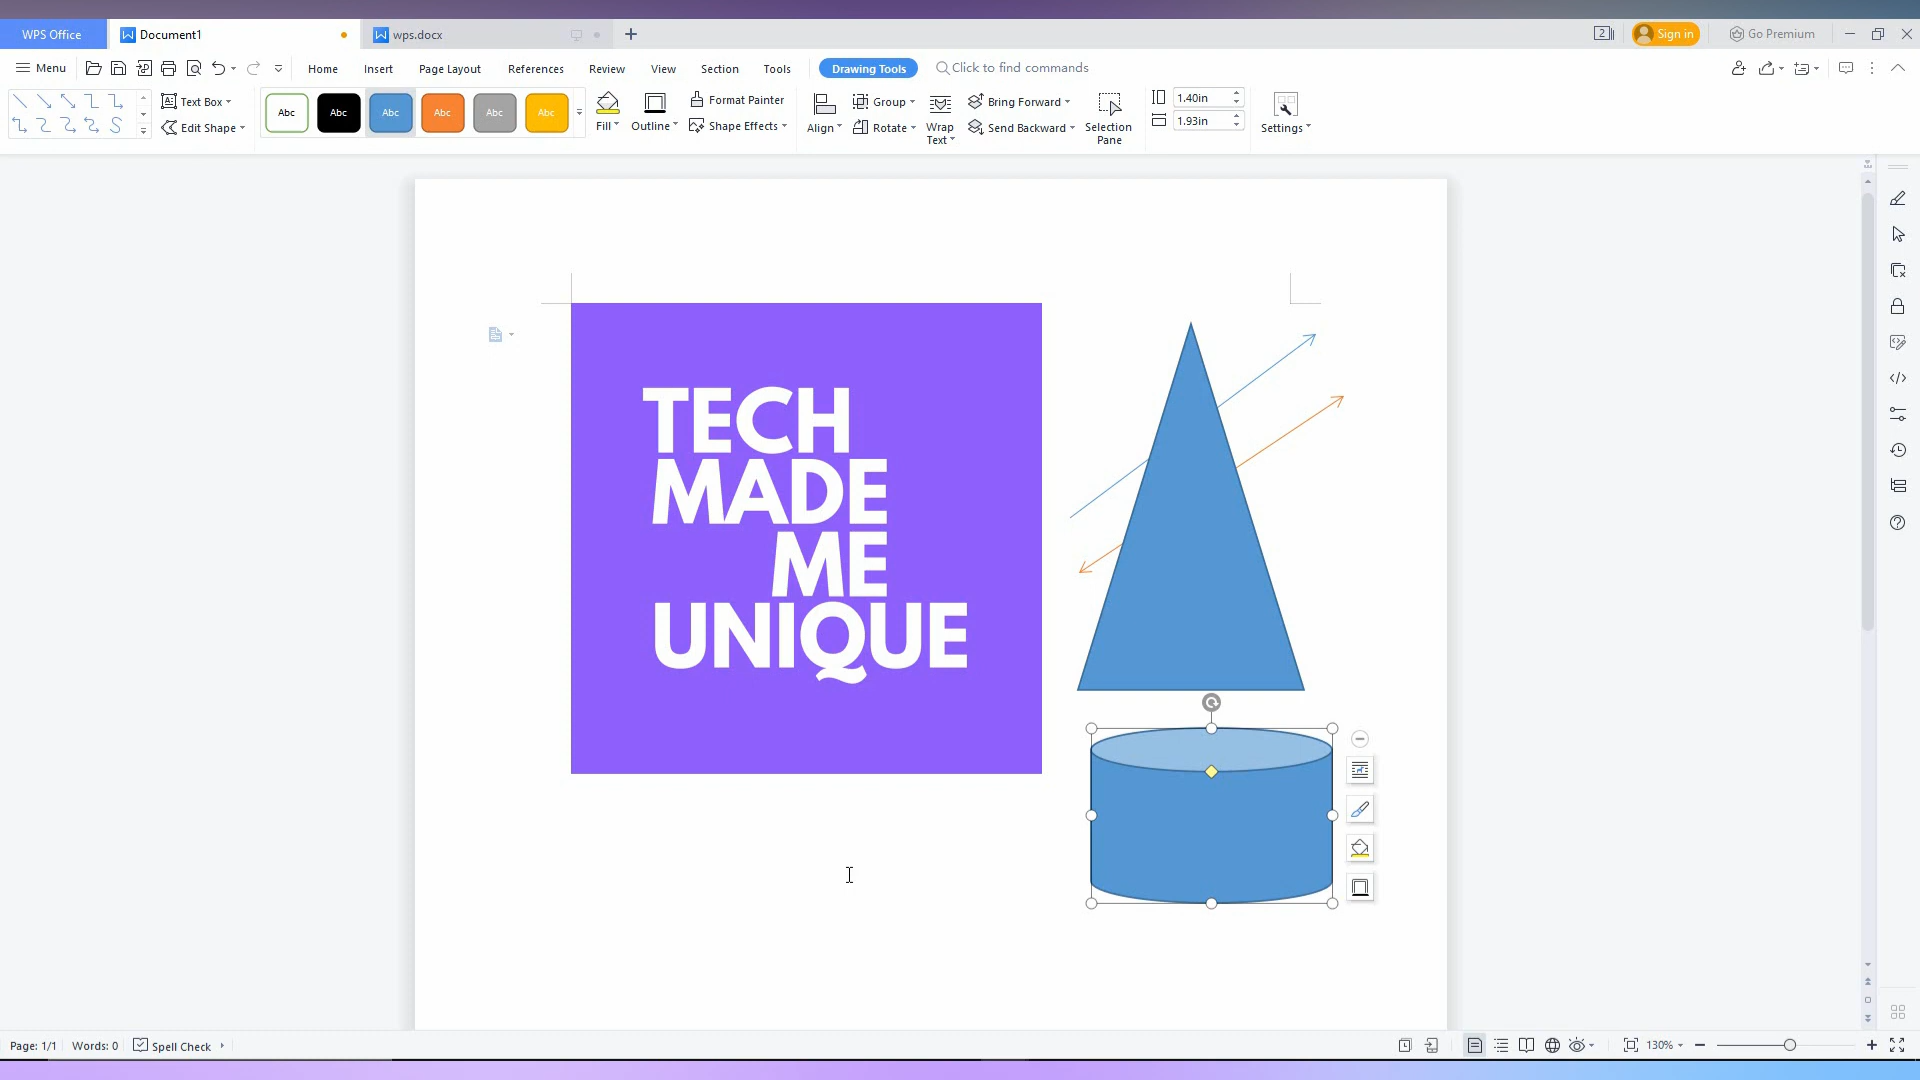 WPS Office
Document1
wps.docx
2
Sign in
Go Premium
Menu
Home
Insert
Page Layout
References
Review
View
Section
Tools
Drawing Tools
Click to find commands
Text Box
Edit Shape
Abc
Abc
Abc
Abc
Abc
Abc
Fill
Outline
Format Painter
Shape Effects
Align
Group
Rotate
Wrap
Text
Bring Forward
Send Backward
Selection
Pane
1.40in
1.93in
Settings
TECH
MADE
ME
UNIQUE
Page: 1/1
Words: 0
Spell Check
130%